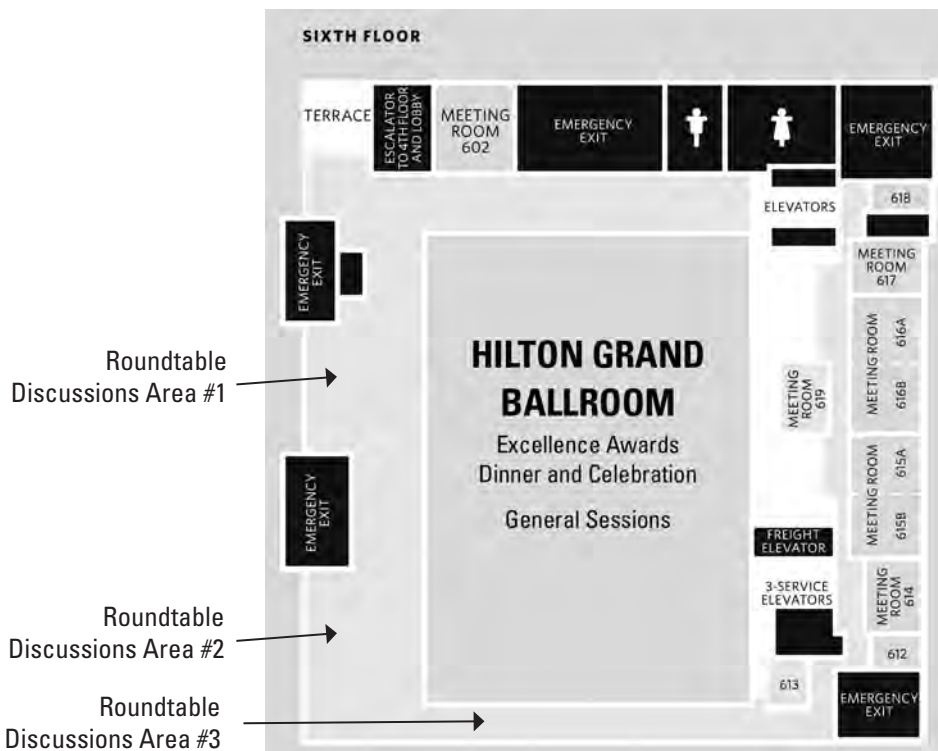 SIXTH FLOOR
TERRACE
ESCALATOR
TO 4TH FLOOR
AND LOBBY
MEETING
ROOM
602
EMERGENCY
EXIT
EMERGENCY
EXIT
ELEVATORS
618
EMERGENCY
EXIT
MEETING
ROOM
617
HILTON GRAND
BALLROOM
Excellence Awards
Dinner and Celebration
General Sessions
Roundtable
Discussions Area #1
MEETING
ROOM
619
MEETING ROOM
616A
616B
EMERGENCY
EXIT
MEETING ROOM
615A
615B
FREIGHT
ELEVATOR
3-SERVICE
ELEVATORS
MEETING
ROOM
614
Roundtable
Discussions Area #2
612
613
EMERGENCY
EXIT
Roundtable
Discussions Area #3